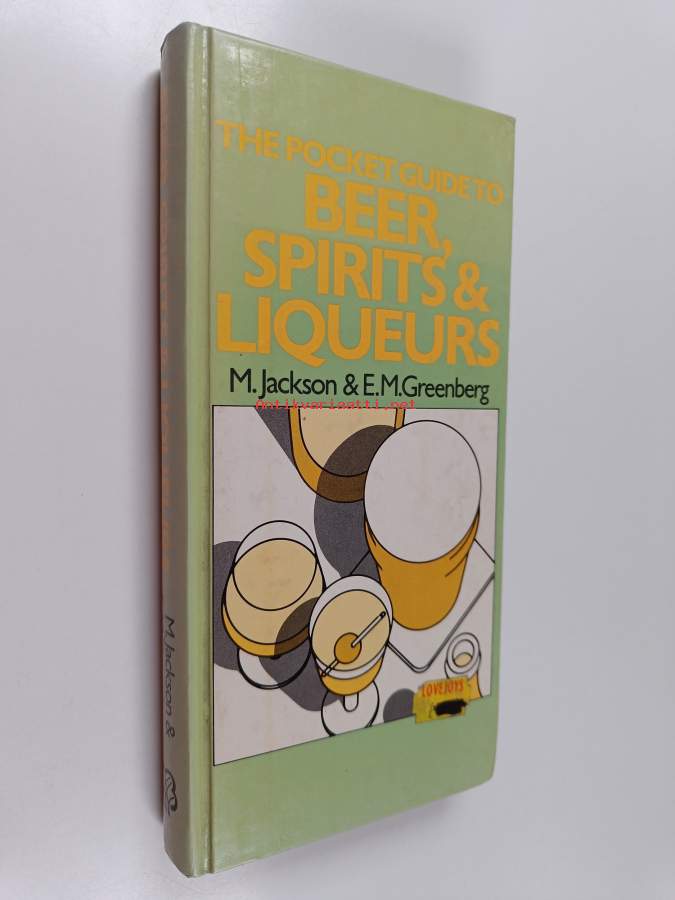 THE POCKET GUIDE TO
BEER,
SPIRITS &
LIQUEURS
M. Jackson & E.M.Greenberg
Antikvariaatti.net
LOVEJOYS
M. Jackson &